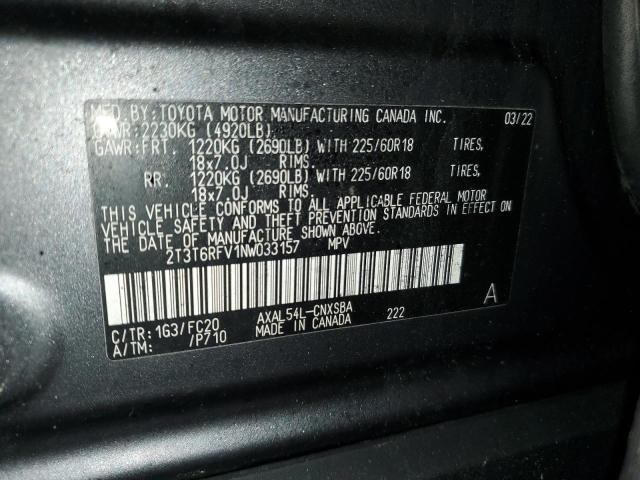 MFD. BY: TOYOTA MOTOR MANUFACTURING CANADA INC. 03/22
GVWR: 2230KG (4920LB)
GAWR: FRT. 1220KG (2690LB) WITH 225/60R18 TIRES,
18x7.0J RIMS.
RR. 1220KG (2690LB) WITH 225/60R18 TIRES,
18x7.0J RIMS.
THIS VEHICLE CONFORMS TO ALL APPLICABLE FEDERAL MOTOR
VEHICLE SAFETY AND THEFT PREVENTION STANDARDS IN EFFECT ON
THE DATE OF MANUFACTURE SHOWN ABOVE.
2T3T6RFV1NW033157 MPV
C/TR: 1G3/FC20 AXAL54L-CNXSBA 222 A
A/TM: /P710 MADE IN CANADA